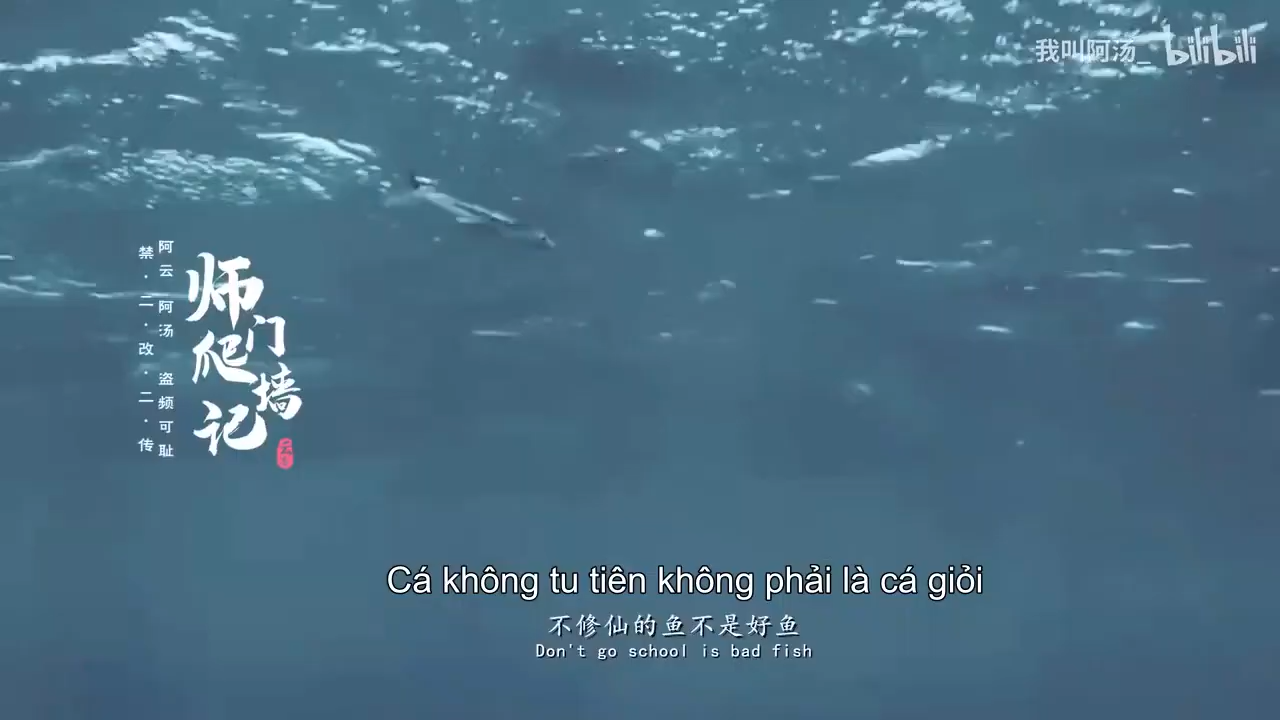 我叫阿汤_ bilibili
阿云 阿汤 盗频可耻
禁·二·改·二·传
师门爬墙记
Cá không tu tiên không phải là cá giỏi
不修仙的鱼不是好鱼
Don't go school is bad fish